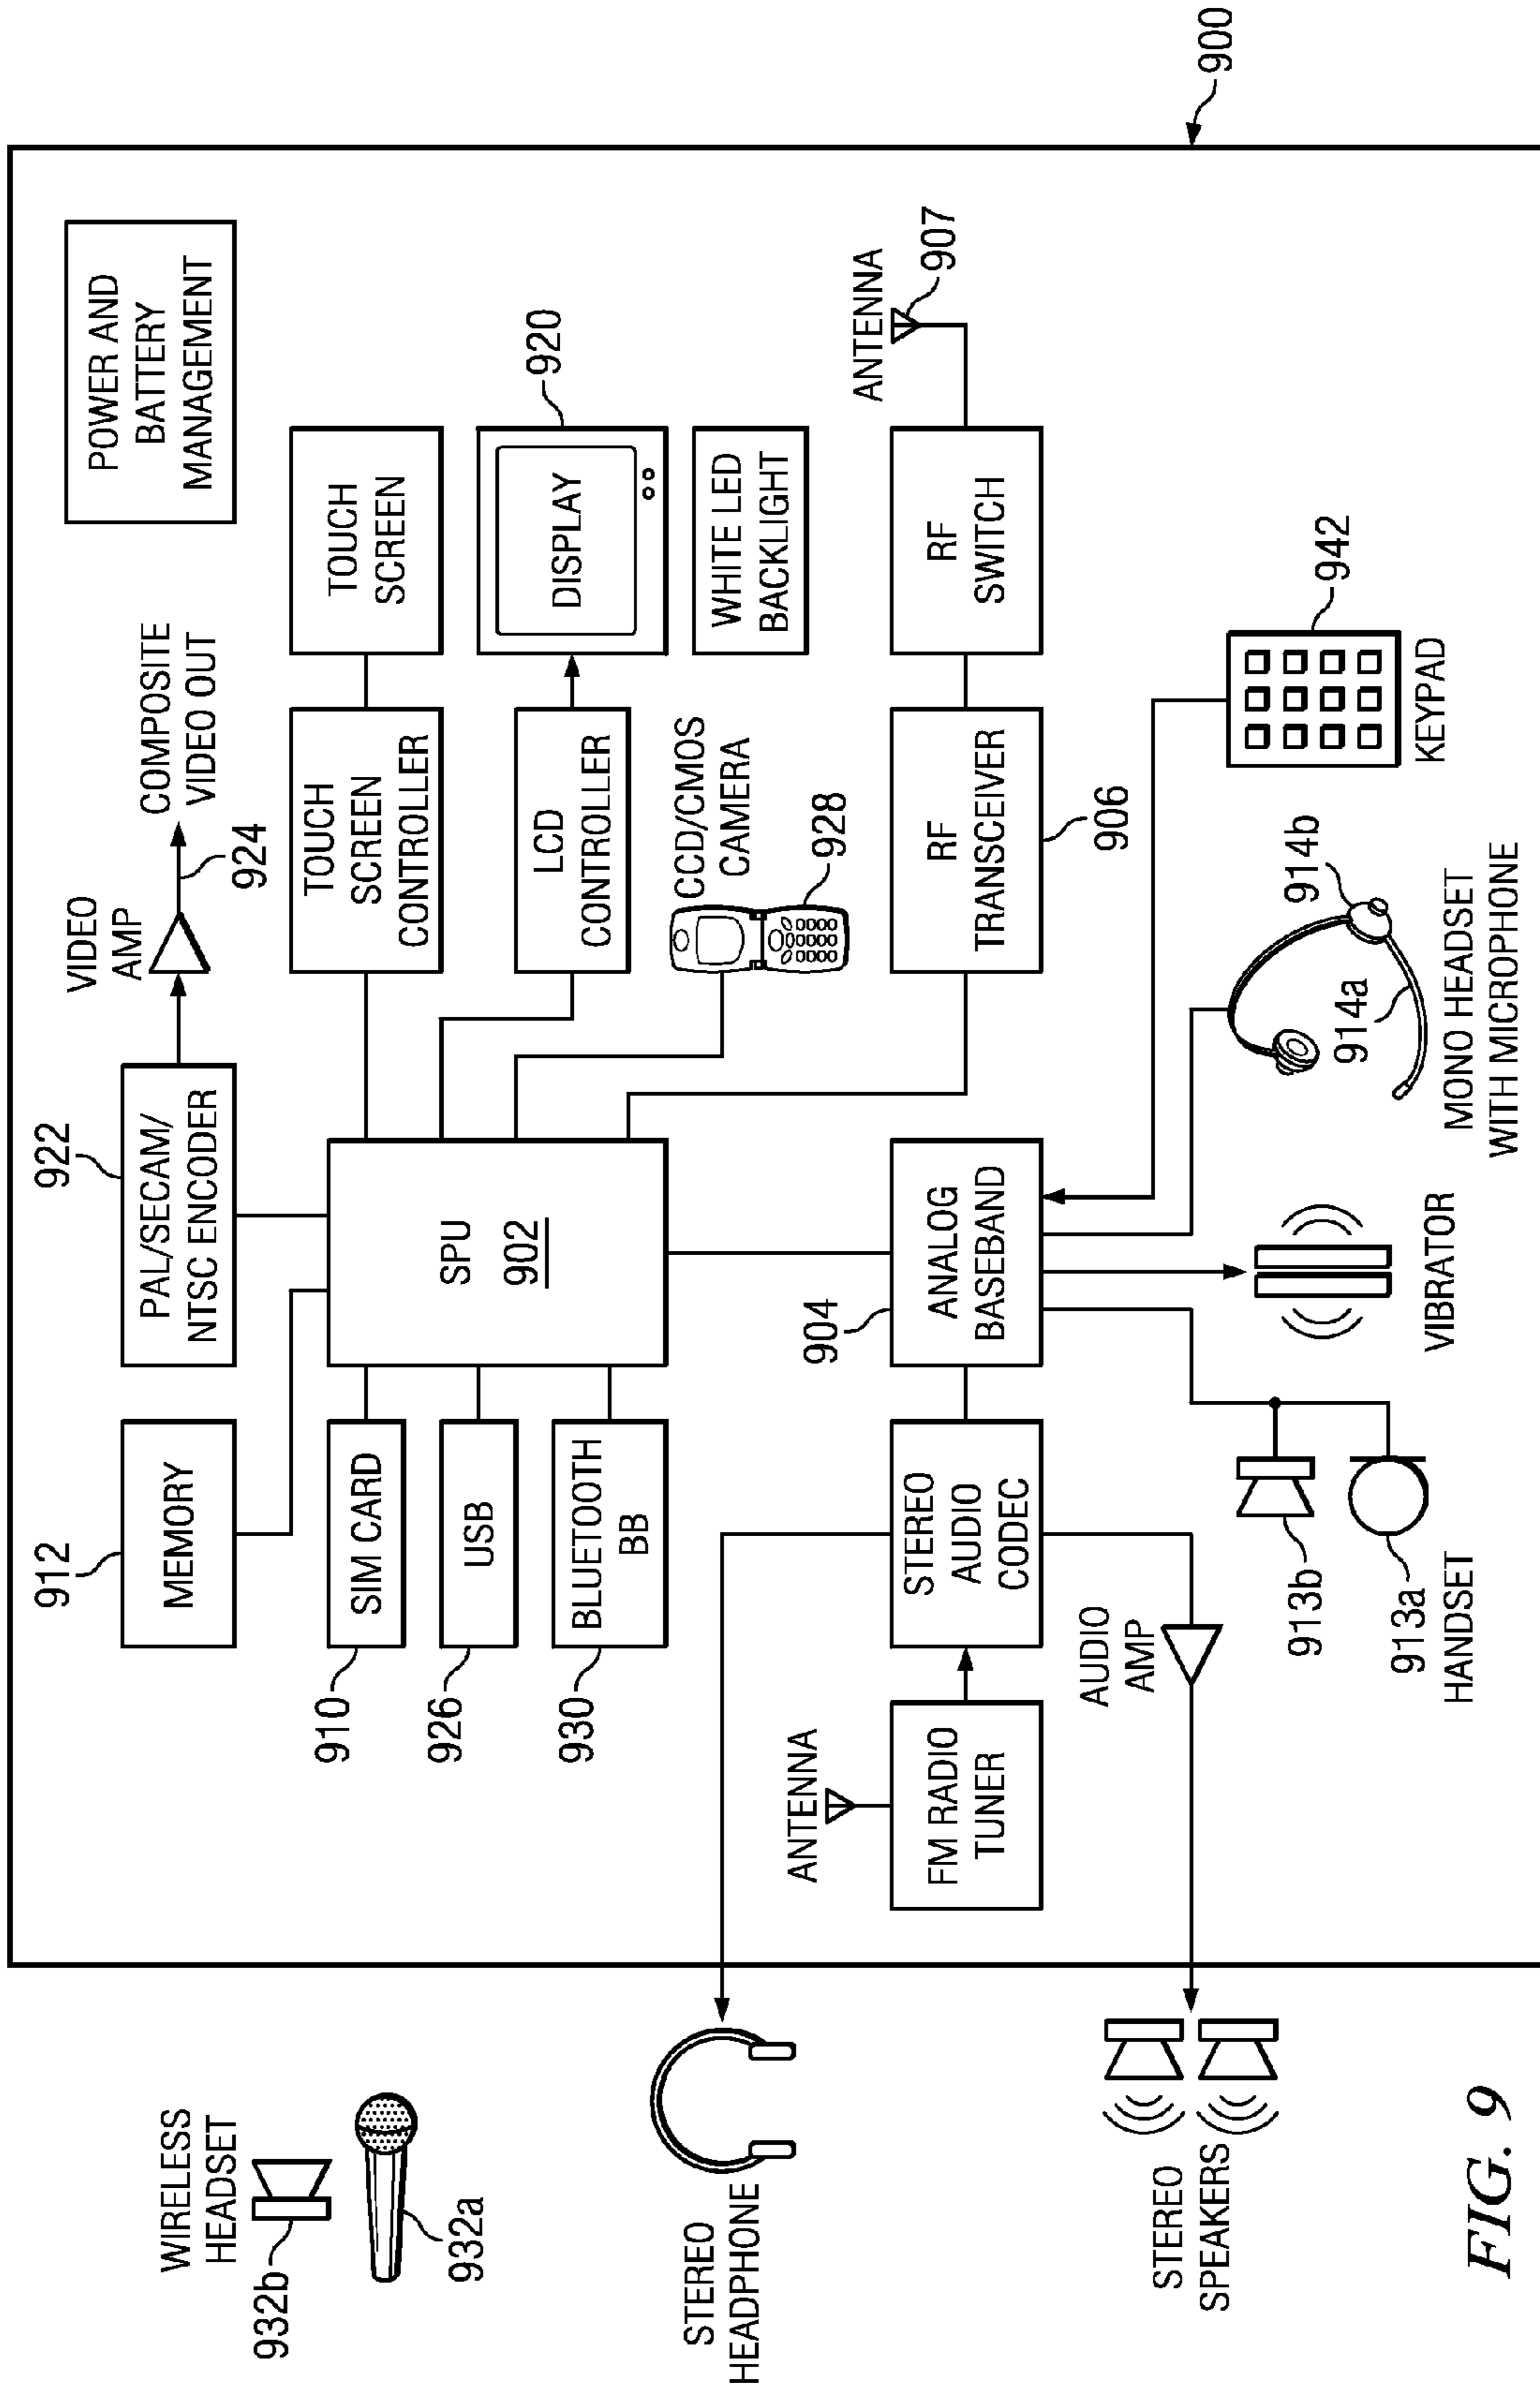 WIRELESS
HEADSET
932b
932a
STEREO
HEADPHONE
STEREO
SPEAKERS
912
MEMORY
922
PAL/SECAM/
NTSC ENCODER
VIDEO
AMP
924
COMPOSITE
VIDEO OUT
POWER AND
BATTERY
MANAGEMENT
910
SIM CARD
926
USB
930
BLUETOOTH
BB
SPU
902
TOUCH
SCREEN
CONTROLLER
TOUCH
SCREEN
LCD
CONTROLLER
DISPLAY
920
CCD/CMOS
CAMERA
928
WHITE LED
BACKLIGHT
ANTENNA
FM RADIO
TUNER
STEREO
AUDIO
CODEC
904
ANALOG
BASEBAND
RF
TRANSCEIVER
906
RF
SWITCH
ANTENNA
907
AUDIO
AMP
913b
913a
HANDSET
VIBRATOR
914a
914b
MONO HEADSET
WITH MICROPHONE
942
KEYPAD
900
FIG. 9